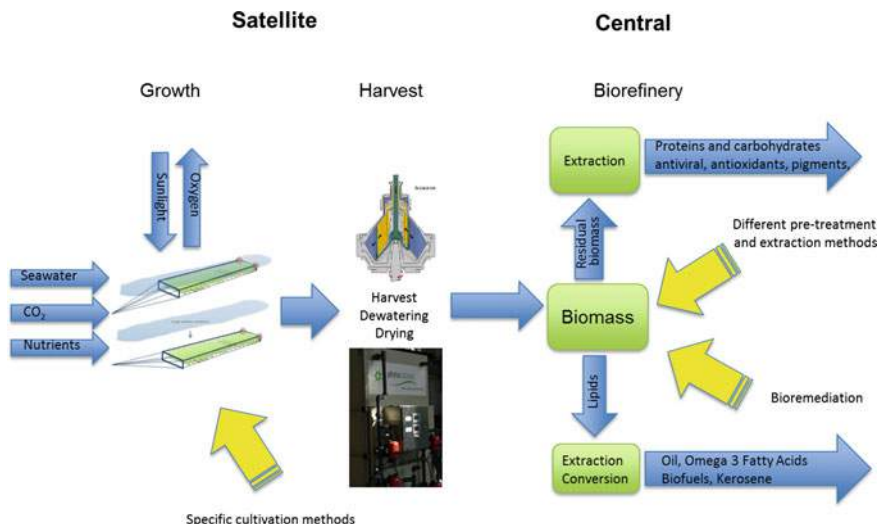 Satellite
Central
Growth
Harvest
Biorefinery
Sunlight
Oxygen
Seawater
CO₂
Nutrients
Harvest
Dewatering
Drying
Extraction
Proteins and carbohydrates
antiviral, antioxidants, pigments,
Residual
biomass
Different pre-treatment
and extraction methods
Biomass
Lipids
Bioremediation
Extraction
Conversion
Oil, Omega 3 Fatty Acids
Biofuels, Kerosene
Specific cultivation methods